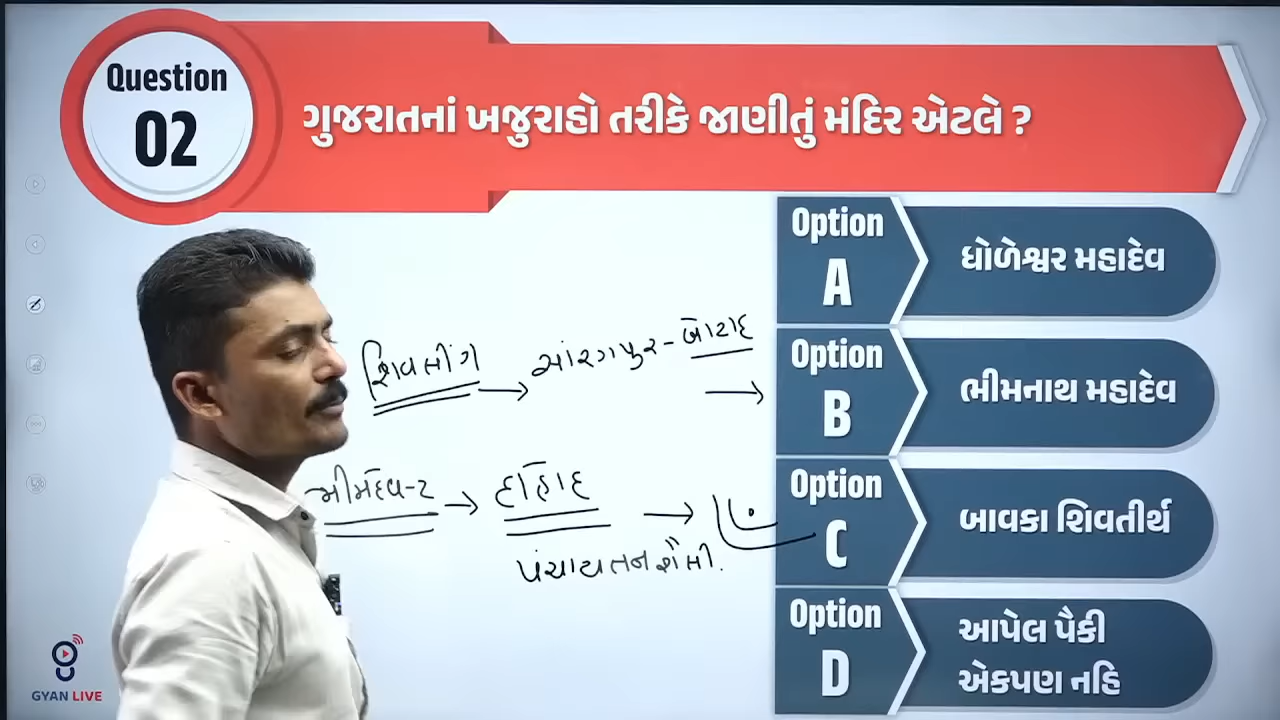 Question
02
ગુજરાતનાં ખજુરાહો તરીકે જાણીતું મંદિર એટલે ?
Option
A
ધોળેશ્વર મહાદેવ
Option
B
ભીમનાથ મહાદેવ
Option
C
બાવકા શિવતીર્થ
Option
D
આપેલ પૈકી
એકપણ નહિ
શિવલીંગ → સારંગપુર - બોટાદ →
ભીમદેવ-૨ → દાહોદ →
પંચાયતન શૈલી.
GYAN LIVE